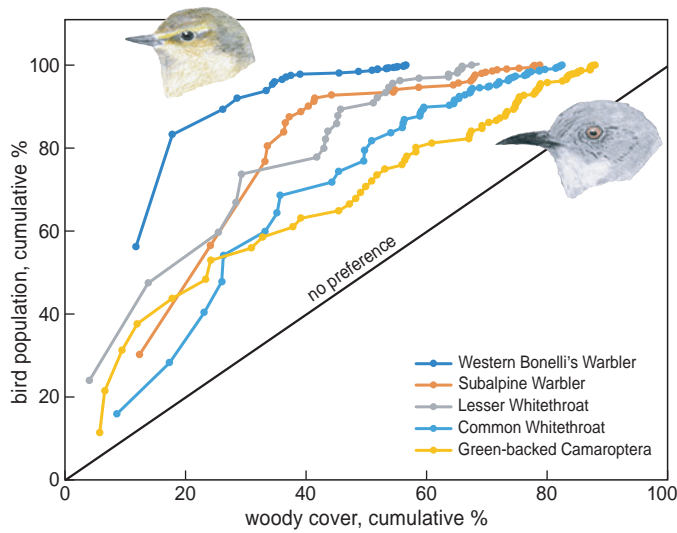 bird population, cumulative %
100
80
60
40
20
0
0
20
40
60
80
100
woody cover, cumulative %
no preference
Western Bonelli's Warbler
Subalpine Warbler
Lesser Whitethroat
Common Whitethroat
Green-backed Camaroptera